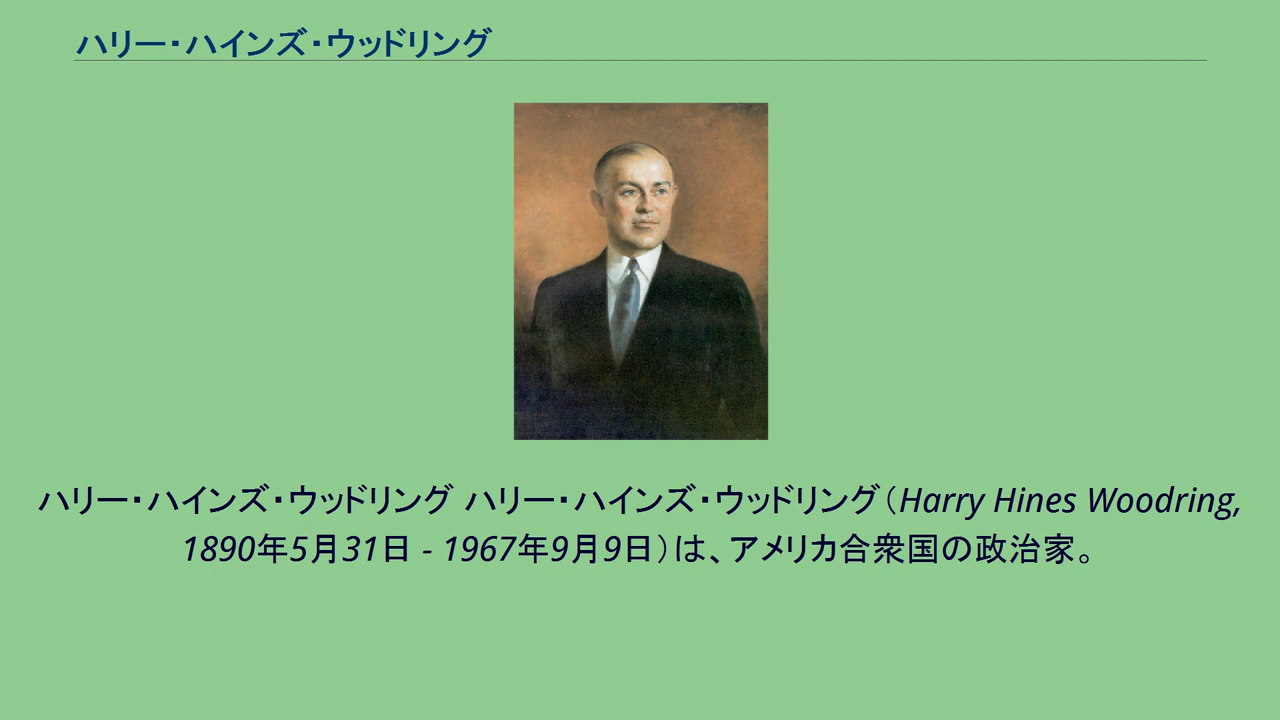 ハリー・ハインズ・ウッドリング
ハリー・ハインズ・ウッドリング ハリー・ハインズ・ウッドリング（Harry Hines Woodring,
1890年5月31日 - 1967年9月9日）は、アメリカ合衆国の政治家。